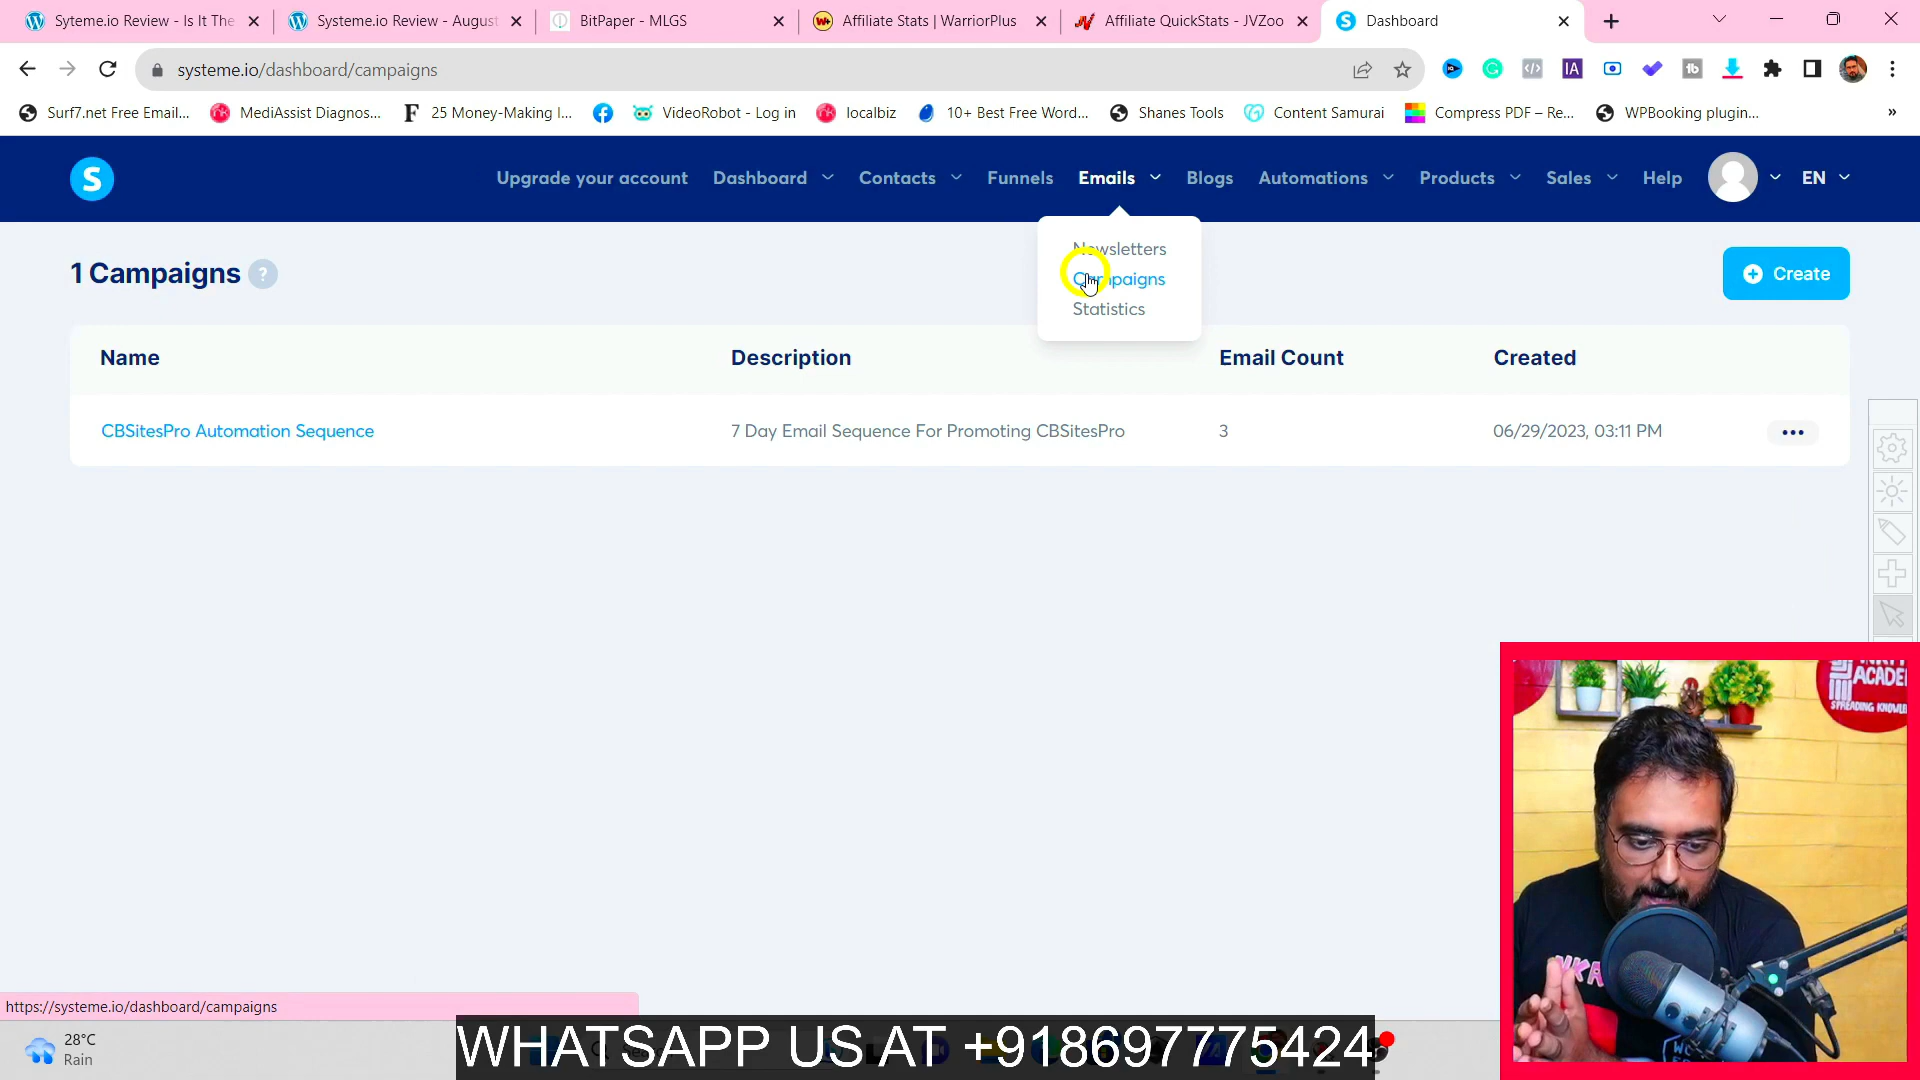 Syteme.io Review - Is It The
Systeme.io Review - August
BitPaper - MLGS
Affiliate Stats | WarriorPlus
Affiliate QuickStats - JVZoo
Dashboard
systeme.io/dashboard/campaigns
Surf7.net Free Email...
MediAssist Diagnos...
25 Money-Making I...
VideoRobot - Log in
localbiz
10+ Best Free Word...
Shanes Tools
Content Samurai
Compress PDF – Re...
WPBooking plugin...
Upgrade your account
Dashboard
Contacts
Funnels
Emails
Blogs
Automations
Products
Sales
Help
EN
Newsletters
Campaigns
Statistics
1 Campaigns
Create
Name
Description
Email Count
Created
CBSitesPro Automation Sequence
7 Day Email Sequence For Promoting CBSitesPro
3
06/29/2023, 03:11 PM
ACADE
SPREADING KNOWLE
https://systeme.io/dashboard/campaigns
28°C
Rain
WHATSAPP US AT +918697775424